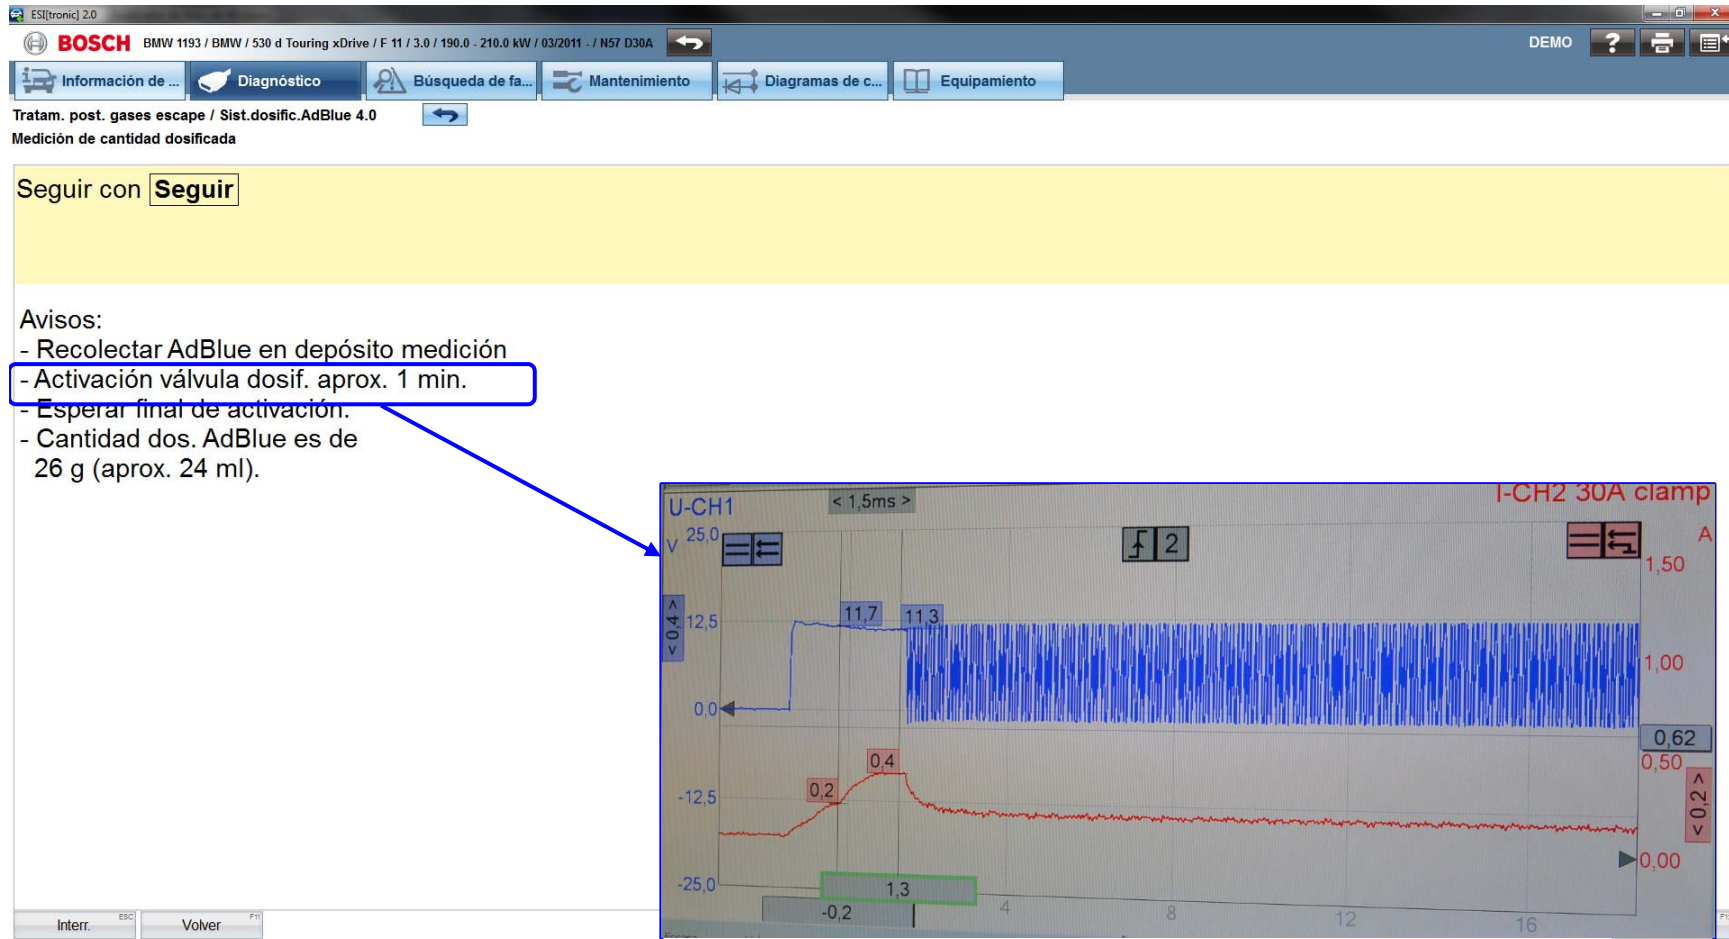 ESI[tronic] 2.0
BOSCH BMW 1193 / BMW / 530 d Touring xDrive / F 11 / 3.0 / 190.0 - 210.0 kW / 03/2011 - / N57 D30A DEMO ?
Información de ... Diagnóstico Búsqueda de fa... Mantenimiento Diagramas de c... Equipamiento
Tratam. post. gases escape / Sist.dosific.AdBlue 4.0
Medición de cantidad dosificada
Seguir con Seguir
Avisos:
- Recolectar AdBlue en depósito medición
- Activación válvula dosif. aprox. 1 min.
- Esperar final de activación.
- Cantidad dos. AdBlue es de
26 g (aprox. 24 ml).
U-CH1 < 1,5ms > I-CH2 30A clamp
V 25,0 2 A
1,50
< 0,4 > 12,5 11,7 11,3
1,00
0,0
0,62
0,4 0,50
-12,5 0,2 < 0,2 >
0,00
-25,0 1,3
-0,2 4 8 12 16
Interr. ESC Volver F11